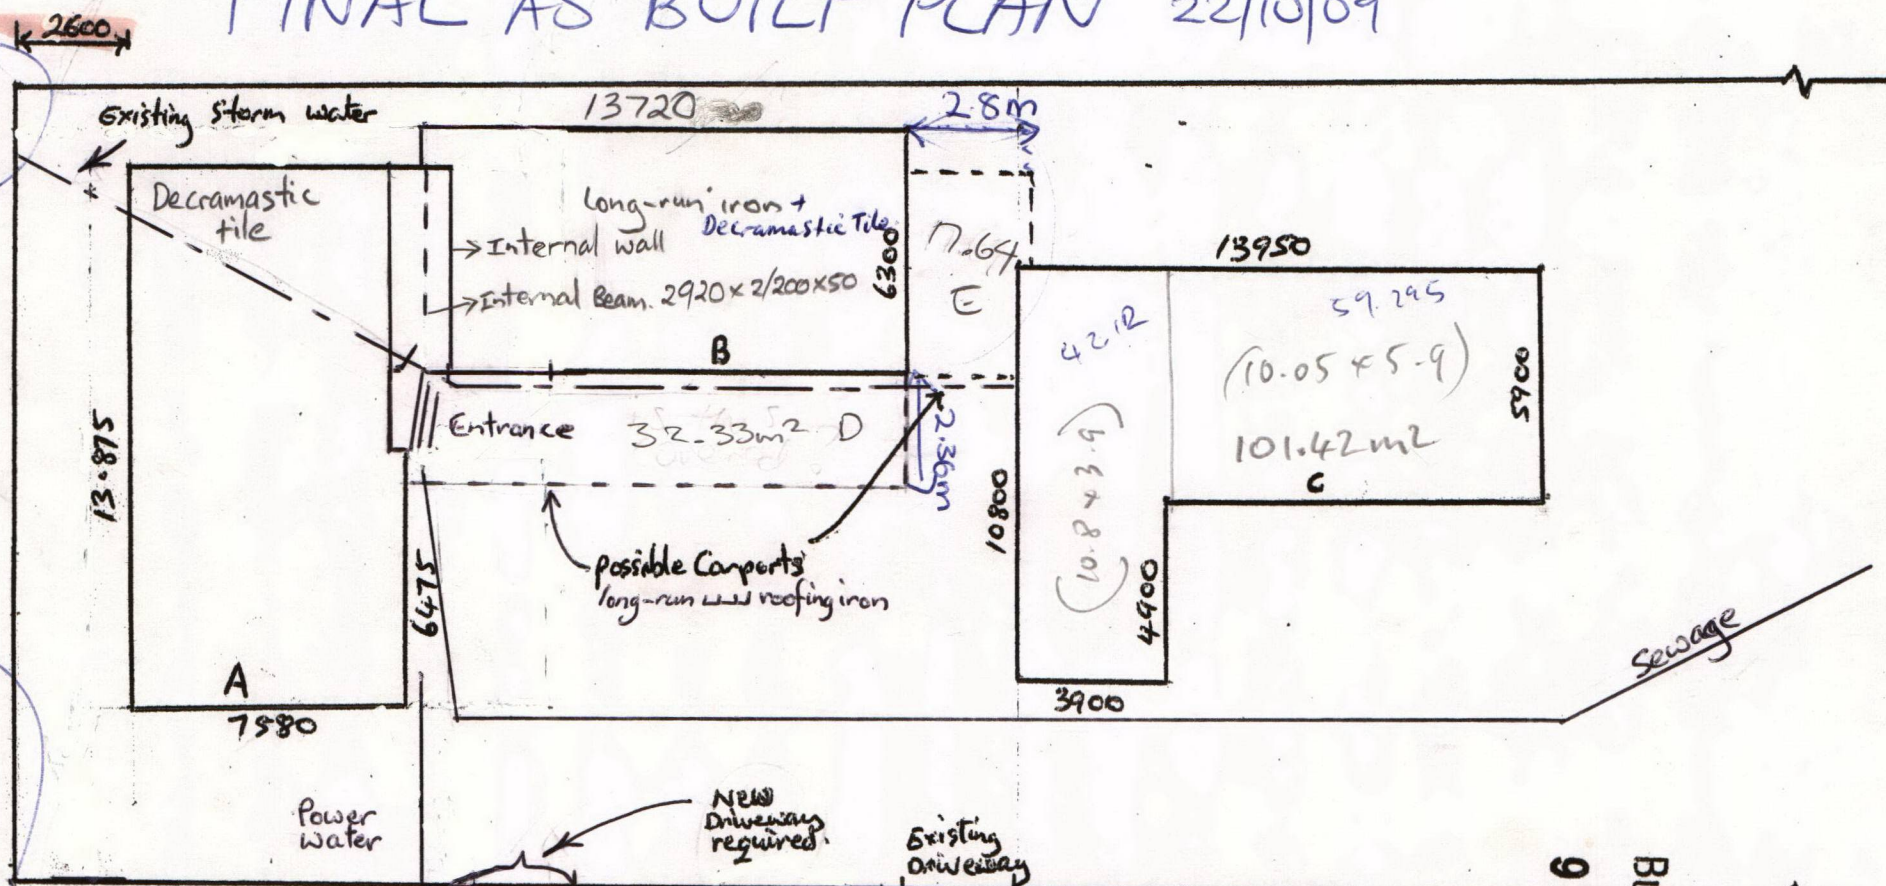 FINAL AS BUILT PLAN 22/10/09
2600
Existing storm water
13720
2.8m
Decramastic
tile
Long-run iron +
Decramastic Tile
Internal wall
Internal Beam. 2920 x 2/200x50
6300
17.64
E
B
13950
59.295
42.12
(10.05 x 5.9)
5900
101.42m2
C
Entrance
32.33m2 D
2.36m
13.875
10800
(10.8 x 3.9)
possible Carports
long-run roofing iron
6475
4900
A
7580
3900
Sewage
Power
water
New
Driveway
required.
Existing
Driveway
9